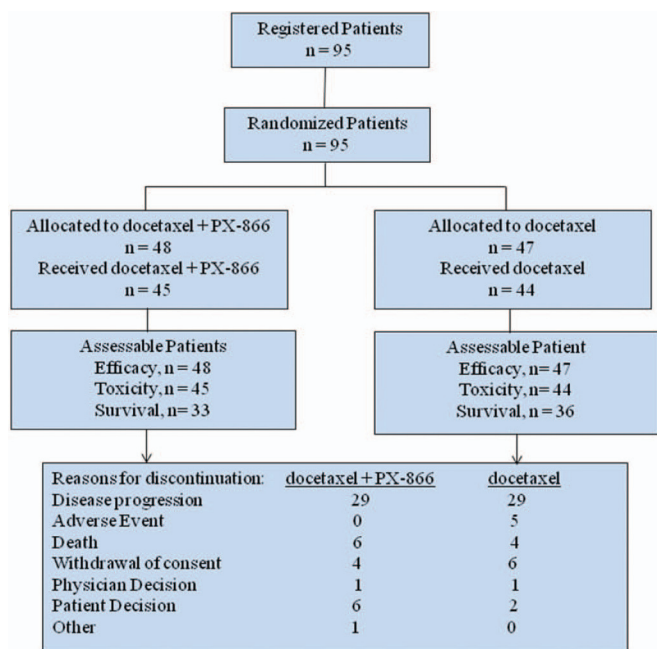 Registered Patients
n = 95
Randomized Patients
n = 95
Allocated to docetaxel + PX-866
n = 48
Received docetaxel + PX-866
n = 45
Allocated to docetaxel
n = 47
Received docetaxel
n = 44
Assessable Patients
Efficacy, n = 48
Toxicity, n = 45
Survival, n= 33
Assessable Patient
Efficacy, n = 47
Toxicity, n= 44
Survival, n = 36
Reasons for discontinuation: docetaxel + PX-866 docetaxel
Disease progression 29 29
Adverse Event 0 5
Death 6 4
Withdrawal of consent 4 6
Physician Decision 1 1
Patient Decision 6 2
Other 1 0